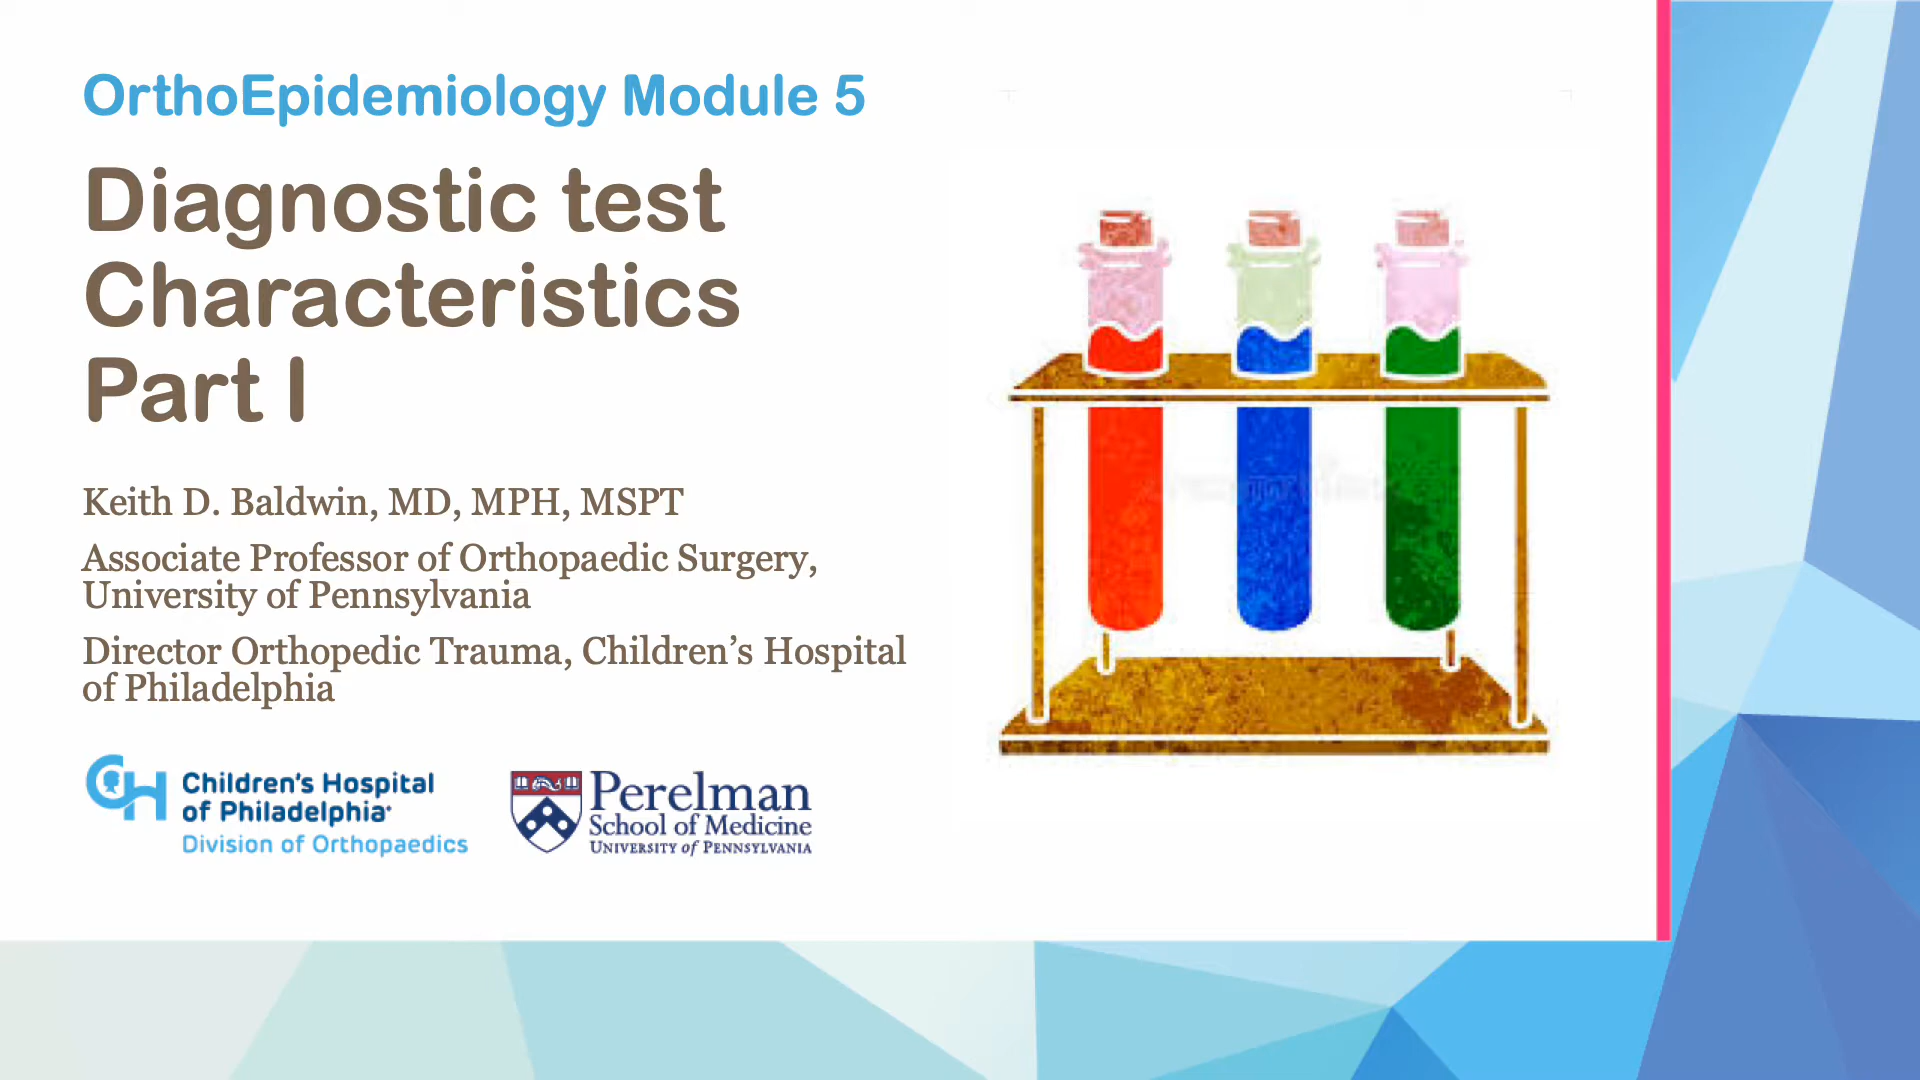 OrthoEpidemiology Module 5
Diagnostic test
Characteristics
Part I
Keith D. Baldwin, MD, MPH, MSPT
Associate Professor of Orthopaedic Surgery,
University of Pennsylvania
Director Orthopedic Trauma, Children's Hospital
of Philadelphia
Children's Hospital
of Philadelphia
Division of Orthopaedics
Perelman
School of Medicine
University of Pennsylvania